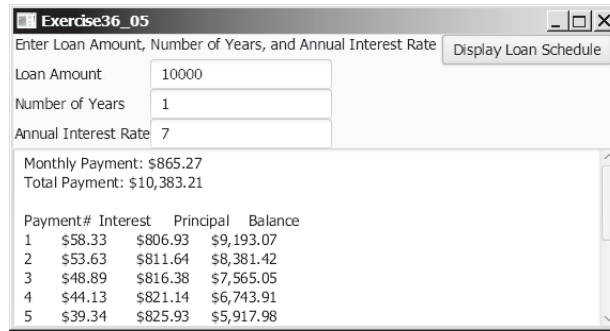 Exercise36_05
Enter Loan Amount, Number of Years, and Annual Interest Rate Display Loan Schedule
Loan Amount 10000
Number of Years 1
Annual Interest Rate 7
Monthly Payment: $865.27
Total Payment: $10,383.21
Payment# Interest Principal Balance
1 $58.33 $806.93 $9,193.07
2 $53.63 $811.64 $8,381.42
3 $48.89 $816.38 $7,565.05
4 $44.13 $821.14 $6,743.91
5 $39.34 $825.93 $5,917.98